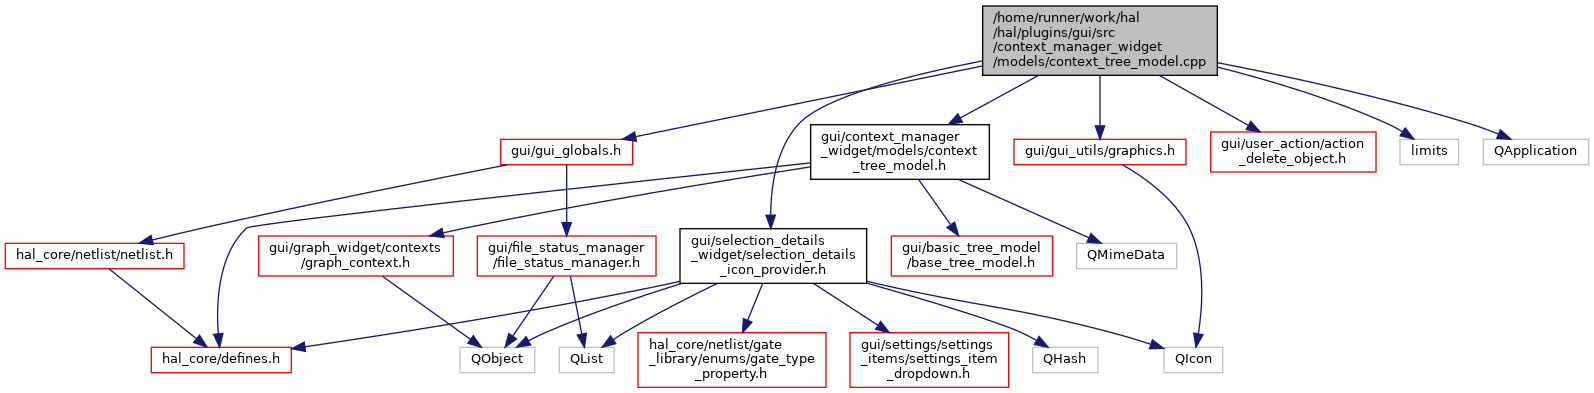 /home/runner/work/hal
/hal/plugins/gui/src
/context_manager_widget
/models/context_tree_model.cpp
gui/gui_globals.h
gui/context_manager
_widget/models/context
_tree_model.h
gui/gui_utils/graphics.h
gui/user_action/action
_delete_object.h
limits
QApplication
hal_core/netlist/netlist.h
gui/graph_widget/contexts
/graph_context.h
gui/file_status_manager
/file_status_manager.h
gui/selection_details
_widget/selection_details
_icon_provider.h
gui/basic_tree_model
/base_tree_model.h
QMimeData
hal_core/defines.h
QObject
QList
hal_core/netlist/gate
_library/enums/gate_type
_property.h
gui/settings/settings
_items/settings_item
_dropdown.h
QHash
QIcon